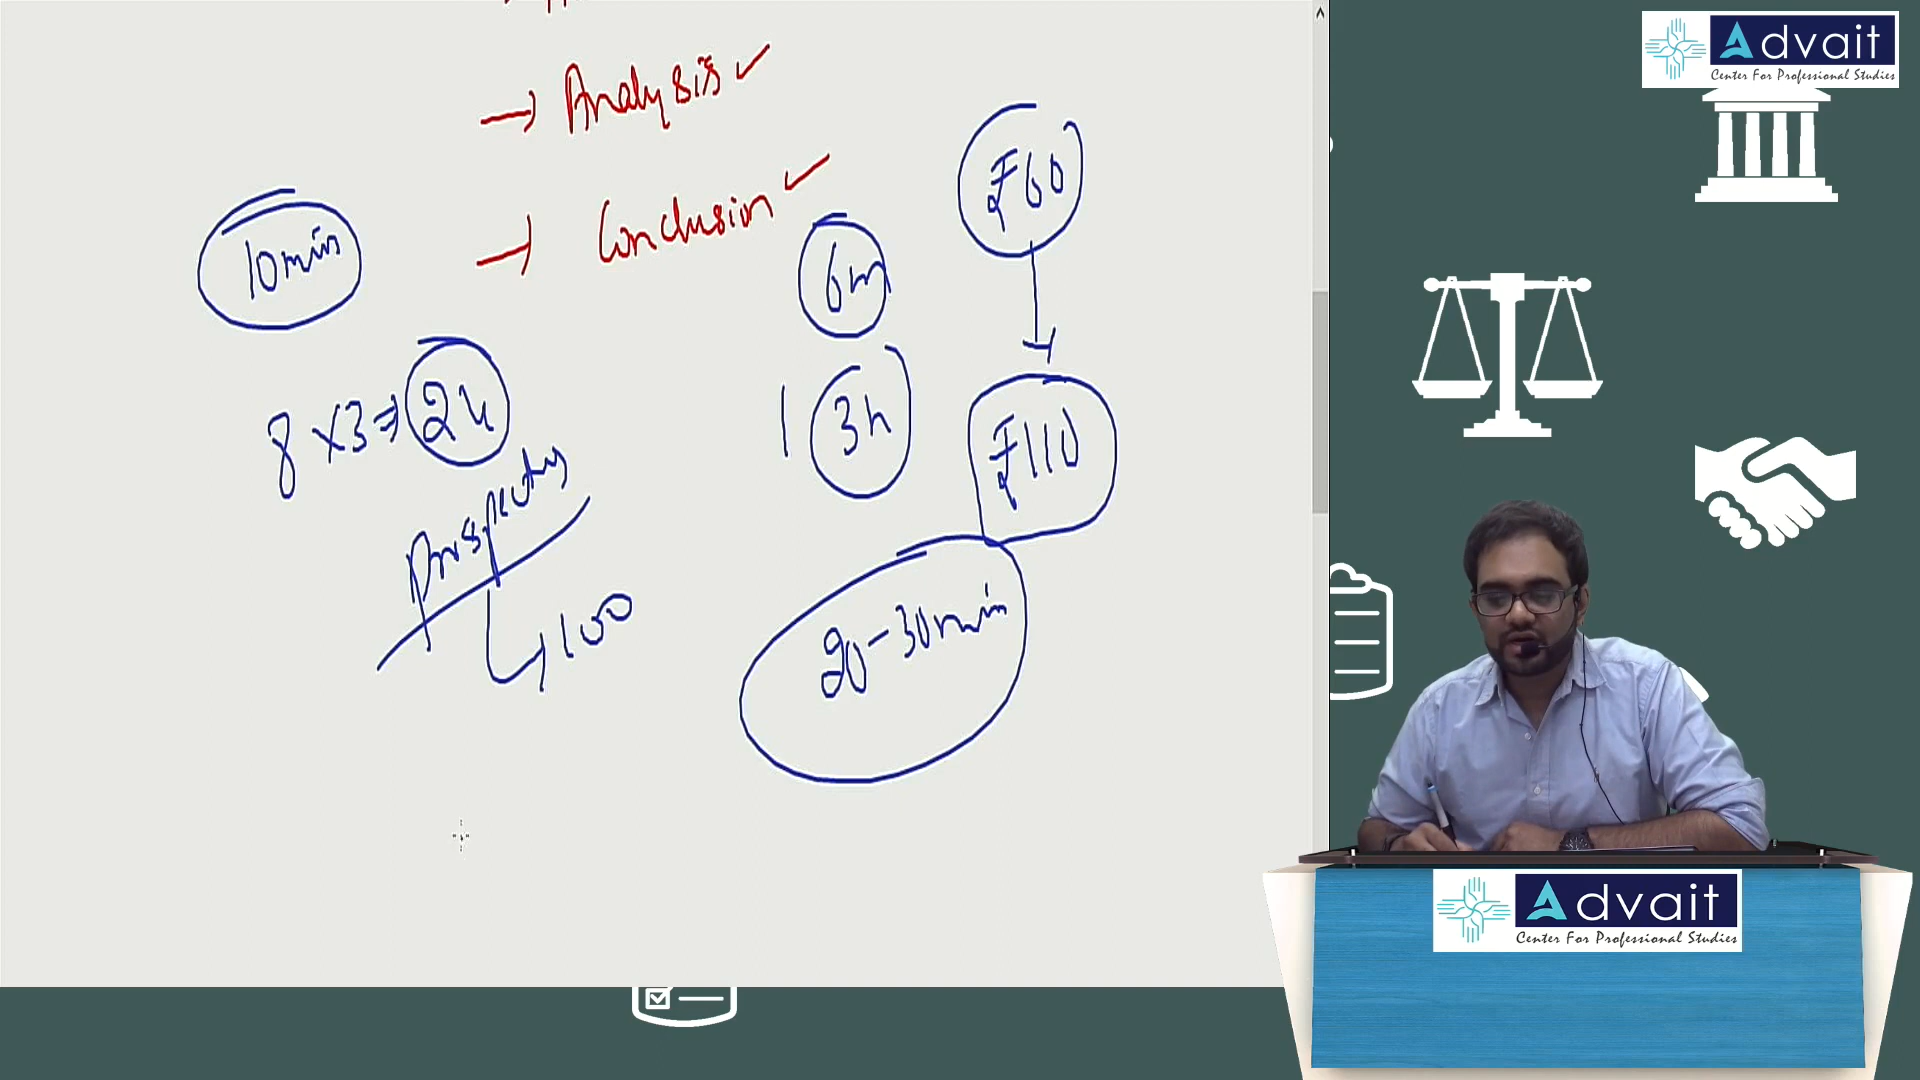 → Analysis ✓
→ Conclusion ✓
10min
₹60
6m
8 × 3 ⇒ 24
1 3h
₹110
Prospectus
↳ 100
20-30min
Advait
Center For Professional Studies
Advait
Center For Professional Studies